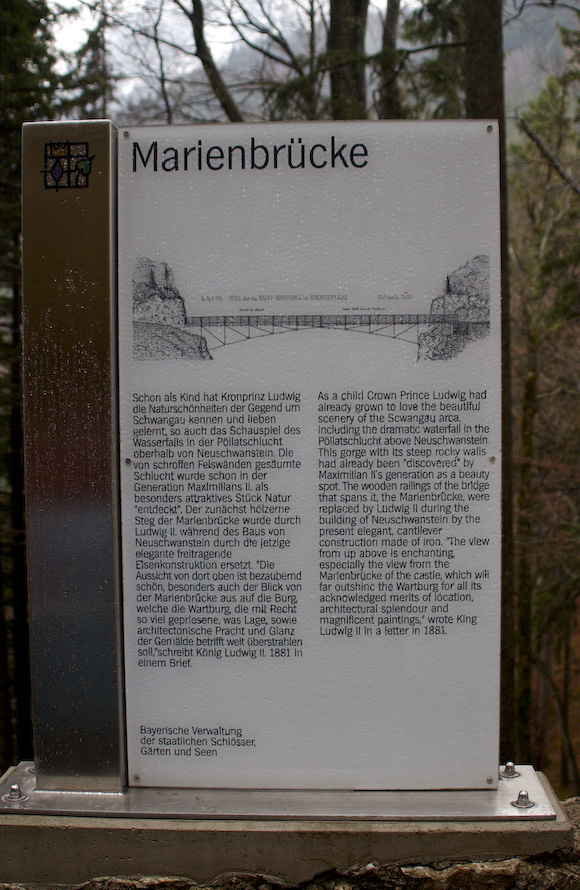 Marienbrücke
Schon als Kind hat Kronprinz Ludwig
die Naturschönheiten der Gegend um
Schwangau kennen und lieben
gelernt, so auch das Schauspiel des
Wasserfalls in der Pöllatschlucht
oberhalb von Neuschwanstein. Die
von schroffen Felswänden gesäumte
Schlucht wurde schon in der
Generation Maximilians II. als
besonders attraktives Stück Natur
"entdeckt". Der zunächst hölzerne
Steg der Marienbrücke wurde durch
Ludwig II. während des Baus von
Neuschwanstein durch die jetzige
elegante freitragende
Eisenkonstruktion ersetzt. "Die
Aussicht von dort oben ist bezaubernd
schön, besonders auch der Blick von
der Marienbrücke aus auf die Burg,
welche die Wartburg, die mit Recht
so viel gepriesene, was Lage, sowie
architectonische Pracht und Glanz
der Gemälde betrifft weit überstrahlen
soll,"schreibt König Ludwig II. 1881 in
einem Brief.
As a child Crown Prince Ludwig had
already grown to love the beautiful
scenery of the Scwangau area,
including the dramatic waterfall in the
Pöllatschlucht above Neuschwanstein.
This gorge with its steep rocky walls
had already been "discovered" by
Maximilian II's generation as a beauty
spot. The wooden railings of the bridge
that spans it, the Marienbrücke, were
replaced by Ludwig II during the
building of Neuschwanstein by the
present elegant, cantilever
construction made of iron. "The view
from up above is enchanting,
especially the view from the
Marienbrücke of the castle, which will
far outshine the Wartburg for all its
acknowledged merits of location,
architectural splendour and
magnificent paintings," wrote King
Ludwig II in a letter in 1881.
Bayerische Verwaltung
der staatlichen Schlösser,
Gärten und Seen